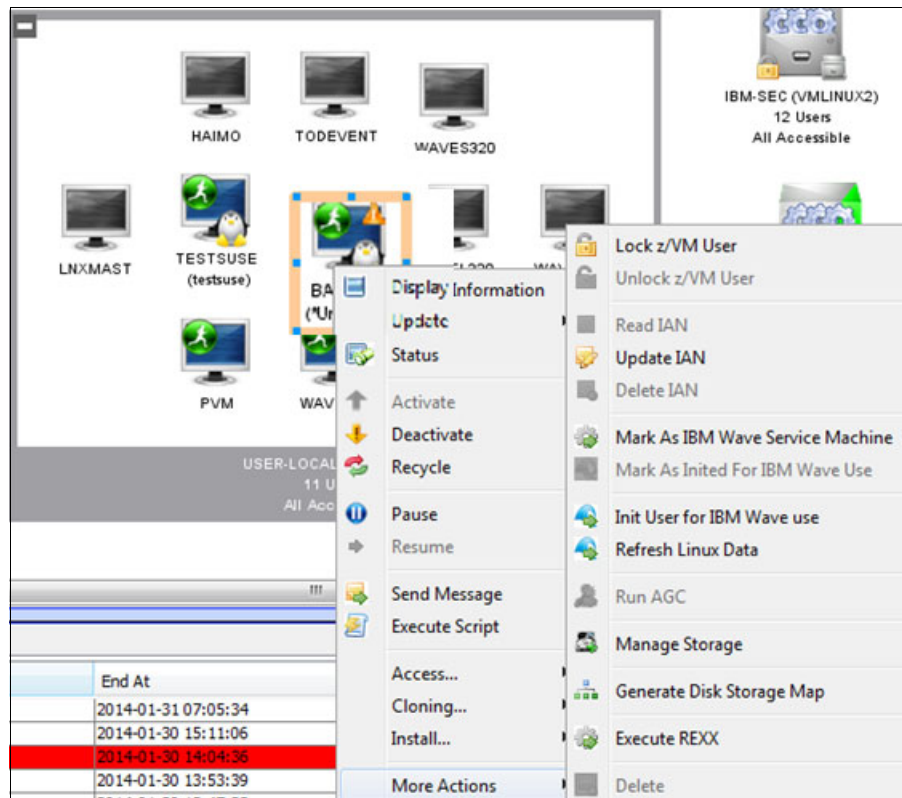 IBM-SEC (VMLINUX2)
12 Users
All Accessible
HAIMO
TODEVENT
WAVES320
LNXMAST
TESTSUSE
(testsuse)
BA
(*Ur
PVM
WAV
USER-LOCAL
11 U
All Acc
Display Information
Update
Status
Activate
Deactivate
Recycle
Pause
Resume
Send Message
Execute Script
Access...
Cloning...
Install...
More Actions
Lock z/VM User
Unlock z/VM User
Read IAN
Update IAN
Delete IAN
Mark As IBM Wave Service Machine
Mark As Inited For IBM Wave Use
Init User for IBM Wave use
Refresh Linux Data
Run AGC
Manage Storage
Generate Disk Storage Map
Execute REXX
Delete
End At
2014-01-31 07:05:34
2014-01-30 15:11:06
2014-01-30 14:04:36
2014-01-30 13:53:39